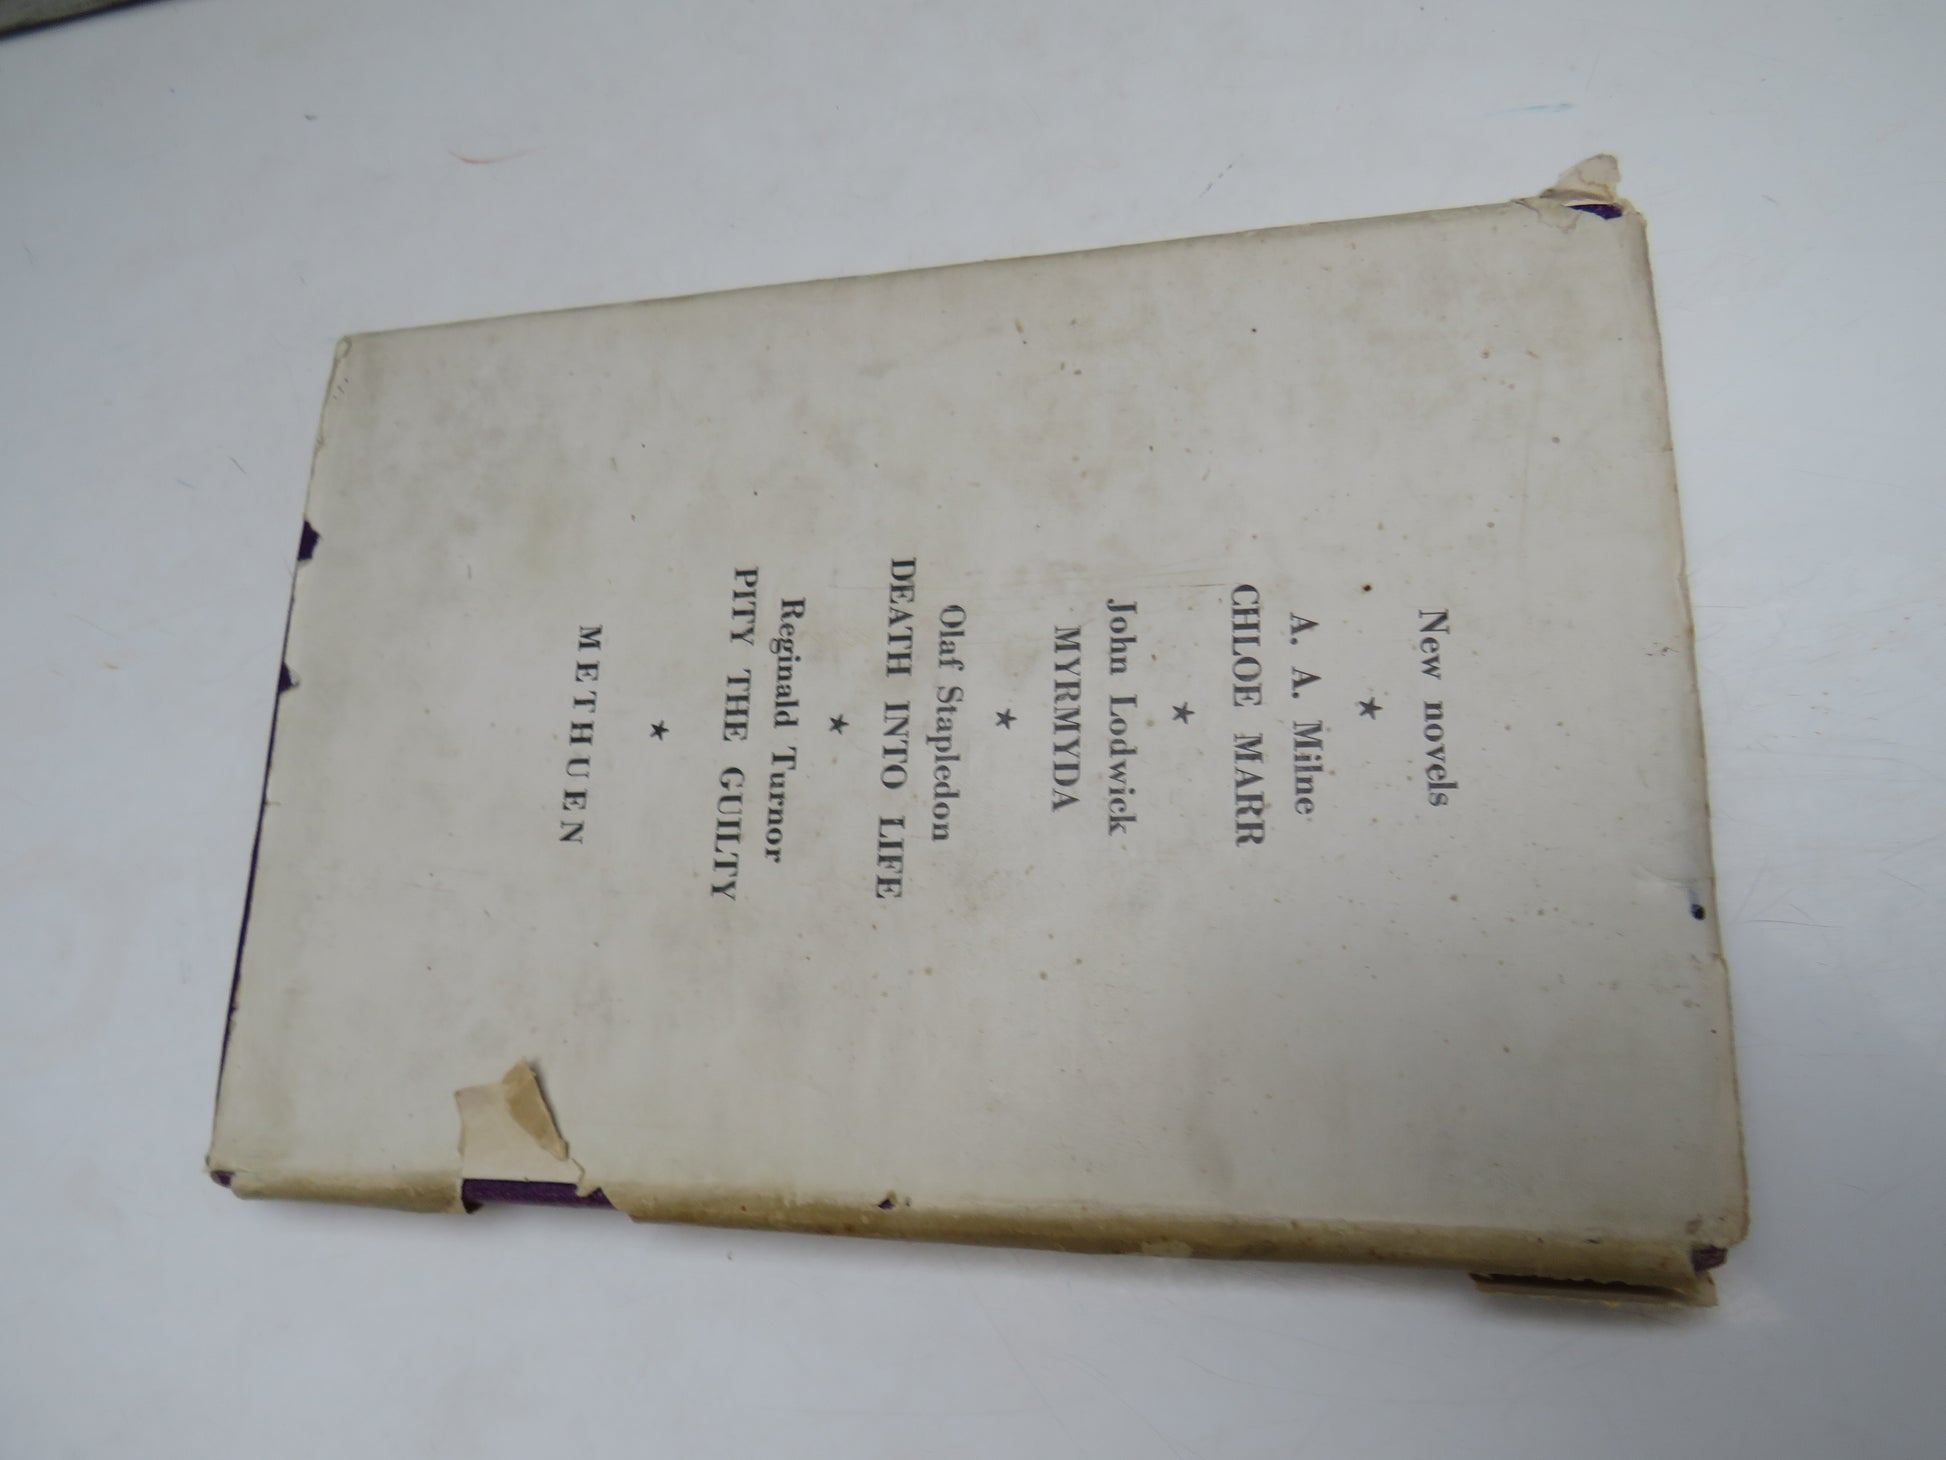 New novels
★
A. A. Milne
CHLOE MARR
★
John Lodwick
MYRMYDA
★
Olaf Stapledon
DEATH INTO LIFE
★
Reginald Turnor
PITY THE GUILTY
★
METHUEN